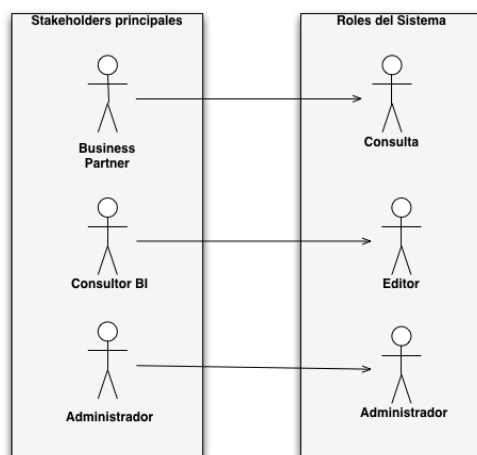 Stakeholders principales
Roles del Sistema
Business
Partner
Consulta
Consultor BI
Editor
Administrador
Administrador